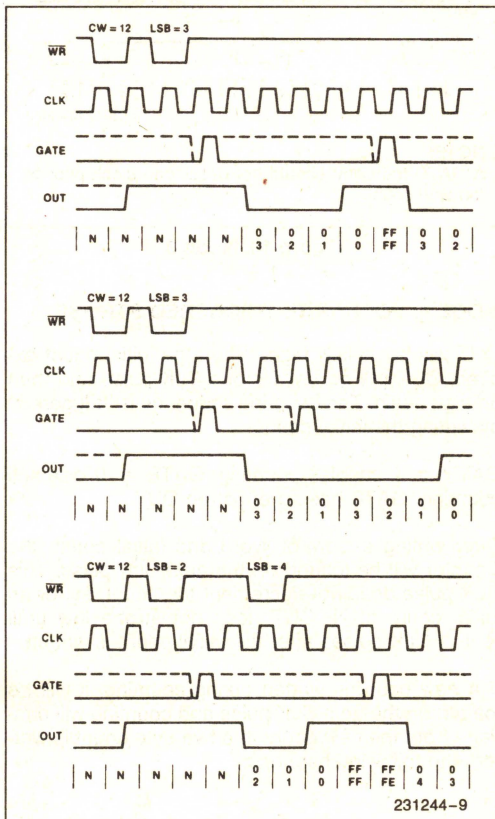 CW = 12 LSB = 3
WR
CLK
GATE
OUT
N N N N N 0 0 0 0 FF 0 0
3 2 1 0 FF 3 2
CW = 12 LSB = 3
WR
CLK
GATE
OUT
N N N N N 0 0 0 0 0 0 0
3 2 1 3 2 1 0
CW = 12 LSB = 2 LSB = 4
WR
CLK
GATE
OUT
N N N N N 0 0 0 FF FF 0 0
2 1 0 FF FE 4 3
231244-9